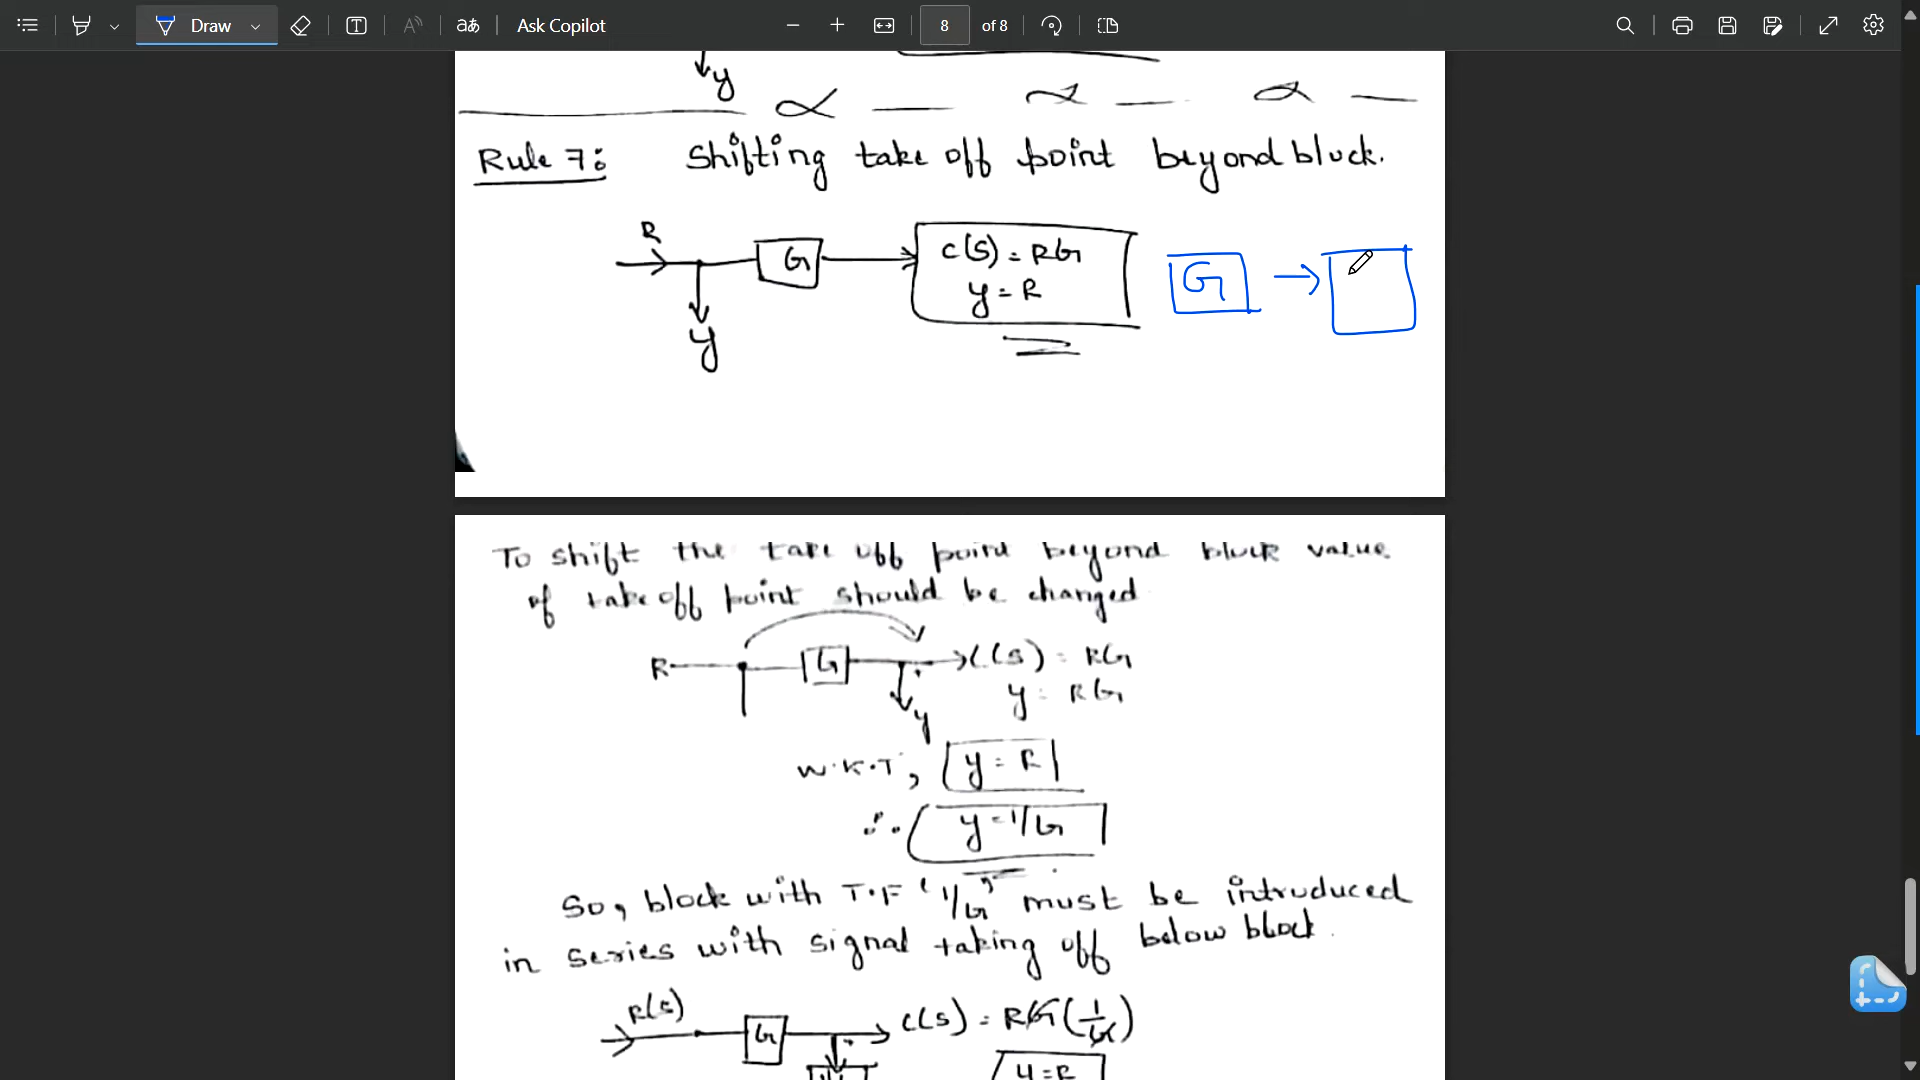 Draw
aあ
Ask Copilot
8 of 8
y
Rule 7: Shifting take off point beyond block.
R
G
C(S) = RG
y = R
G
y
To shift the take off point beyond block value
of take off point should be changed
R G C(S) = RG
y = RG
y
W.K.T, y = R
∴ y = 1/G
So, block with T.F '1/G' must be introduced
in series with signal taking off below block.
R(s)
G C(S) = RG(1/G)
y = R